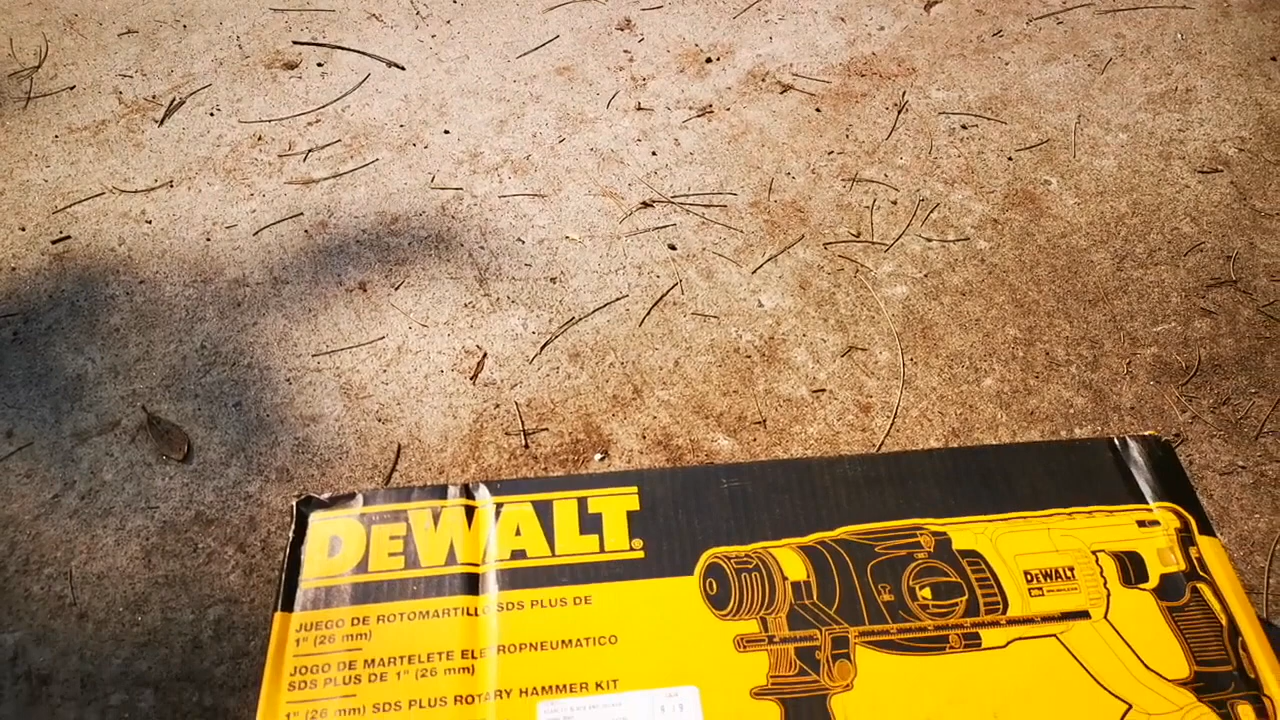 DEWALT®
JUEGO DE ROTOMARTILLO SDS PLUS DE
1" (26 mm)
JOGO DE MARTELETE ELETROPNEUMATICO
SDS PLUS DE 1" (26 mm)
1" (26 mm) SDS PLUS ROTARY HAMMER KIT
DEWALT